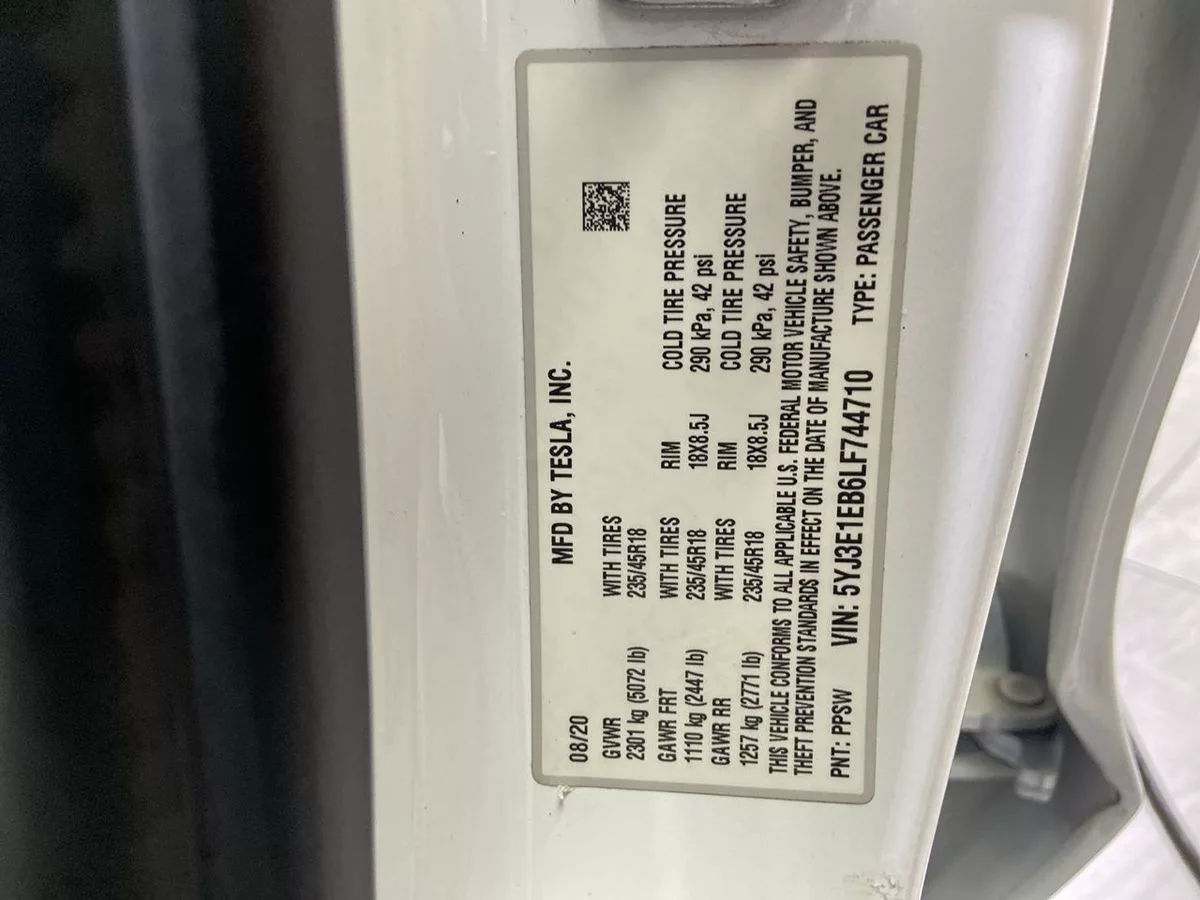 MFD BY TESLA, INC.
08/20
GVWR WITH TIRES
2301 kg (5072 lb) 235/45R18
GAWR FRT WITH TIRES RIM COLD TIRE PRESSURE
1110 kg (2447 lb) 235/45R18 18X8.5J 290 kPa, 42 psi
GAWR RR WITH TIRES RIM COLD TIRE PRESSURE
1257 kg (2771 lb) 235/45R18 18X8.5J 290 kPa, 42 psi
THIS VEHICLE CONFORMS TO ALL APPLICABLE U.S. FEDERAL MOTOR VEHICLE SAFETY, BUMPER, AND
THEFT PREVENTION STANDARDS IN EFFECT ON THE DATE OF MANUFACTURE SHOWN ABOVE.
PNT: PPSW VIN: 5YJ3E1EB6LF744710 TYPE: PASSENGER CAR